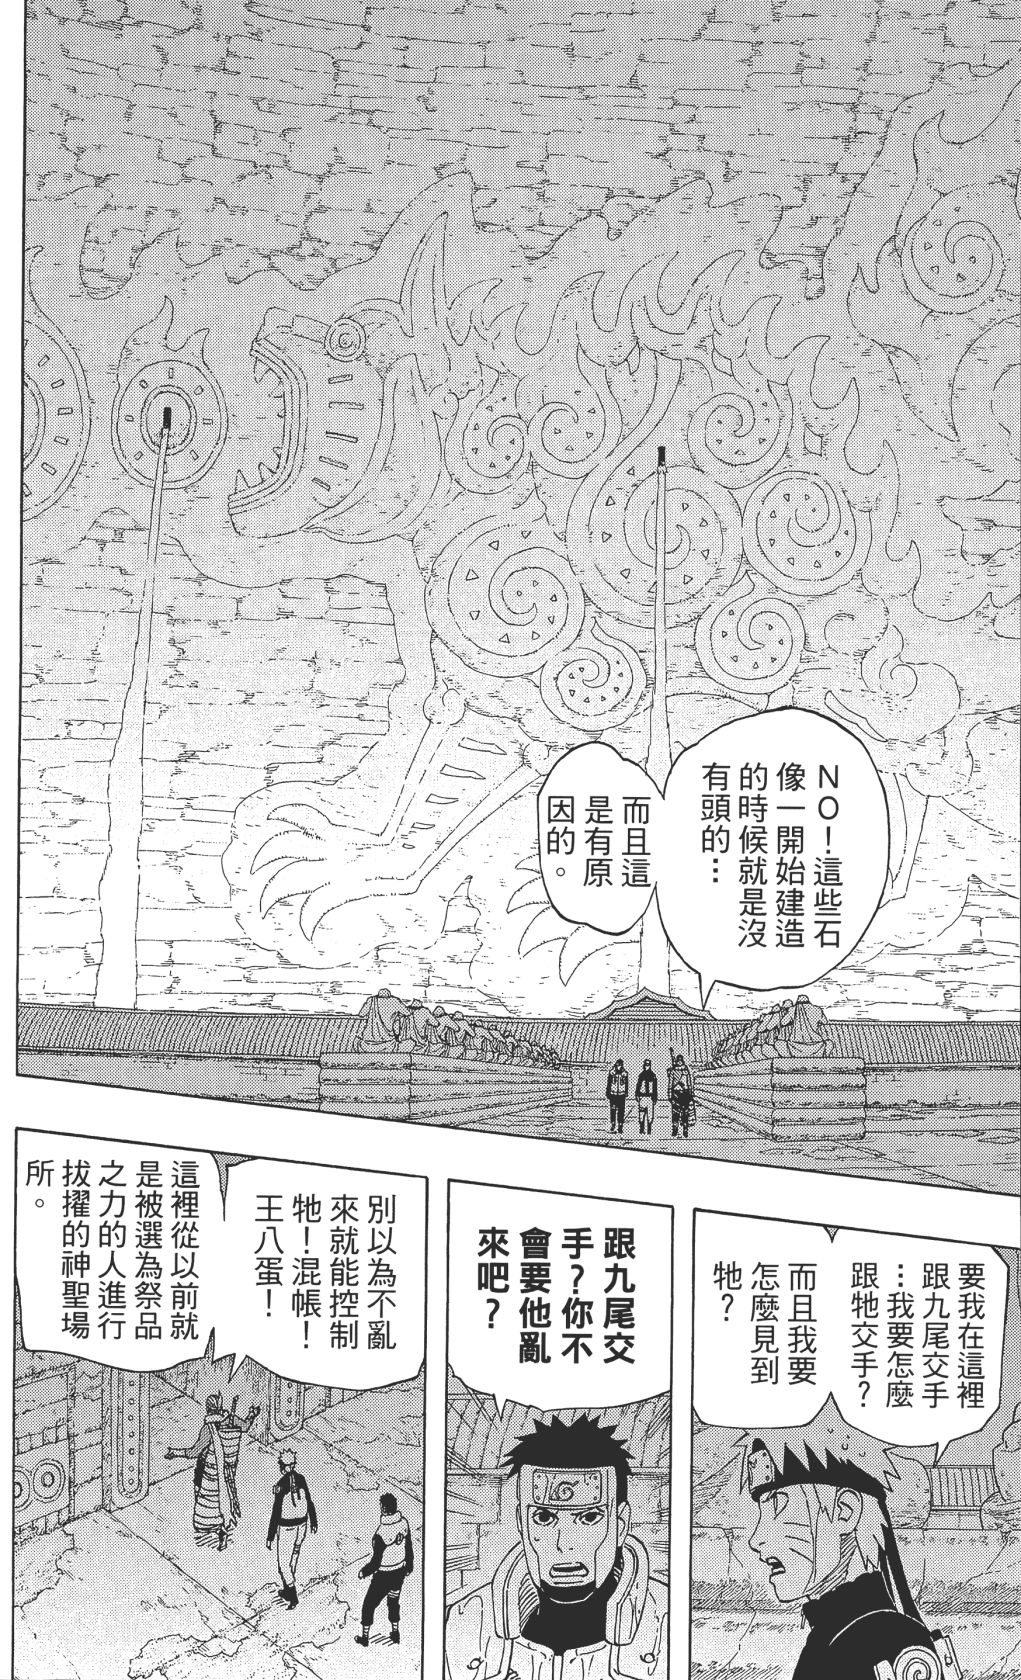 NO！這些石
像一開始建造
的時候就是沒
有頭的…
而且這
是有原
因的。
要我在這裡
跟九尾交手
…我要怎麼
跟牠交手？
而且我要
怎麼見到
牠？
跟九尾交
手？你不
會要他亂
來吧？
別以為不亂
來就能控制
牠！混帳！
王八蛋！
這裡從以前就
是被選為祭品
之力的人進行
拔擢的神聖場
所。